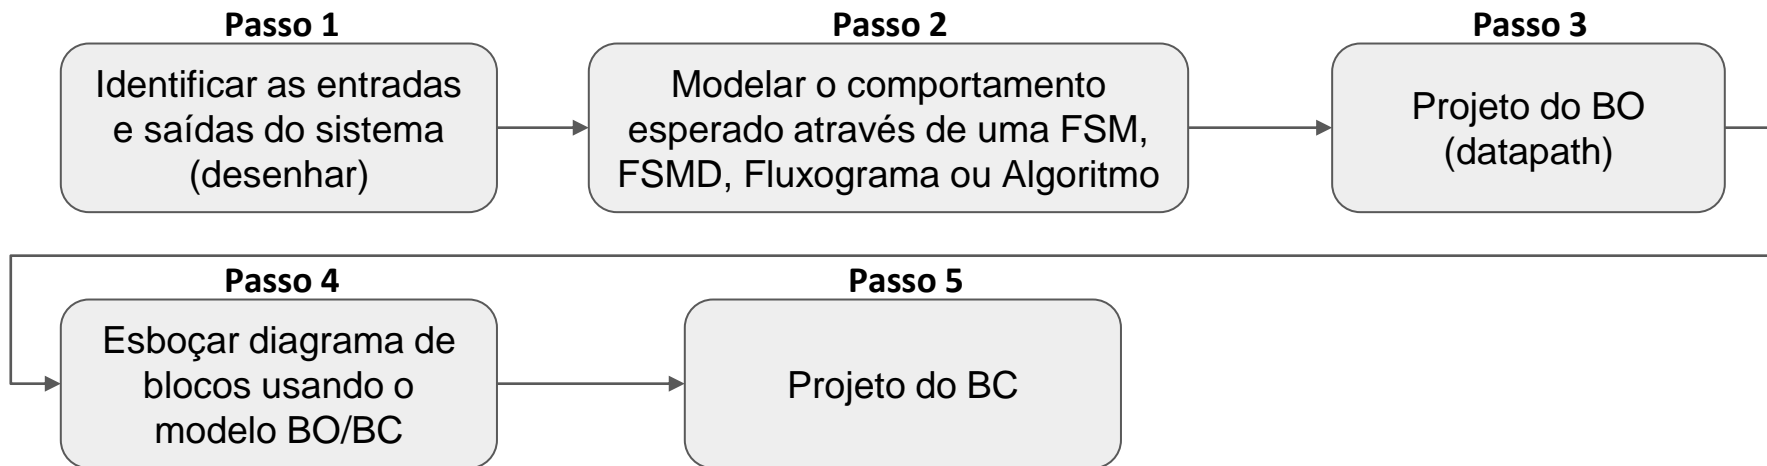 Passo 1
Identificar as entradas
e saídas do sistema
(desenhar)
Passo 2
Modelar o comportamento
esperado através de uma FSM,
FSMD, Fluxograma ou Algoritmo
Passo 3
Projeto do BO
(datapath)
Passo 4
Esboçar diagrama de
blocos usando o
modelo BO/BC
Passo 5
Projeto do BC